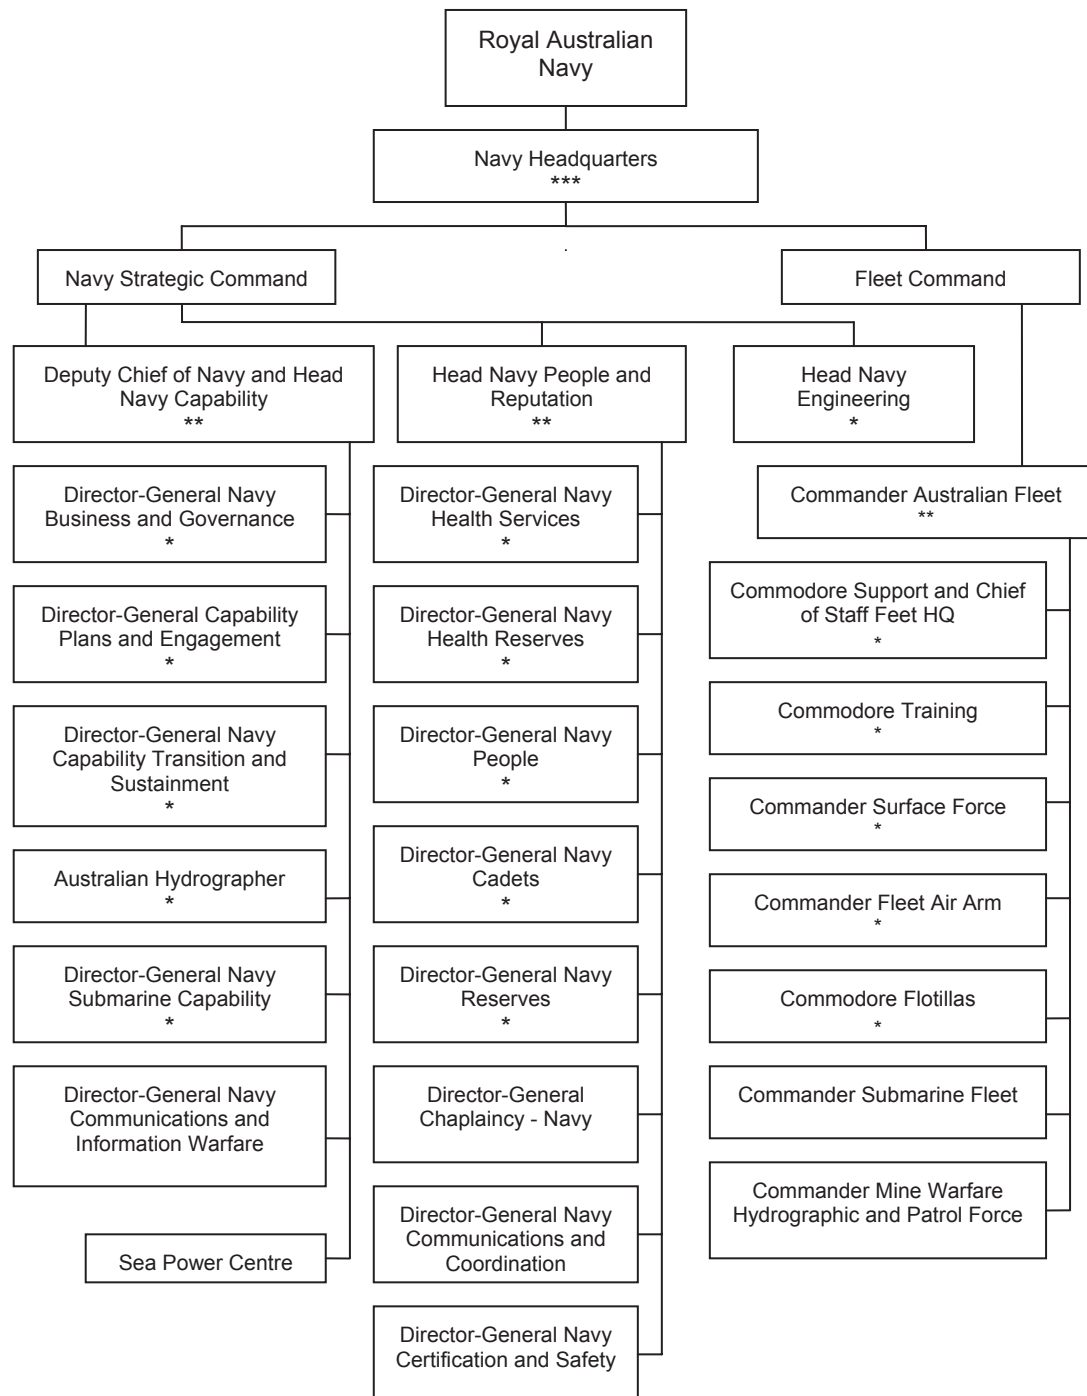 Royal Australian
Navy
Navy Headquarters
***
Navy Strategic Command
Fleet Command
Deputy Chief of Navy and Head
Navy Capability
**
Head Navy People and
Reputation
**
Head Navy
Engineering
*
Director-General Navy
Business and Governance
*
Director-General Capability
Plans and Engagement
*
Director-General Navy
Capability Transition and
Sustainment
*
Australian Hydrographer
*
Director-General Navy
Submarine Capability
*
Director-General Navy
Communications and
Information Warfare
Sea Power Centre
Director-General Navy
Health Services
*
Director-General Navy
Health Reserves
*
Director-General Navy
People
*
Director-General Navy
Cadets
*
Director-General Navy
Reserves
*
Director-General
Chaplaincy - Navy
Director-General Navy
Communications and
Coordination
Director-General Navy
Certification and Safety
Commander Australian Fleet
**
Commodore Support and Chief
of Staff Feet HQ
*
Commodore Training
*
Commander Surface Force
*
Commander Fleet Air Arm
*
Commodore Flotillas
*
Commander Submarine Fleet
Commander Mine Warfare
Hydrographic and Patrol Force